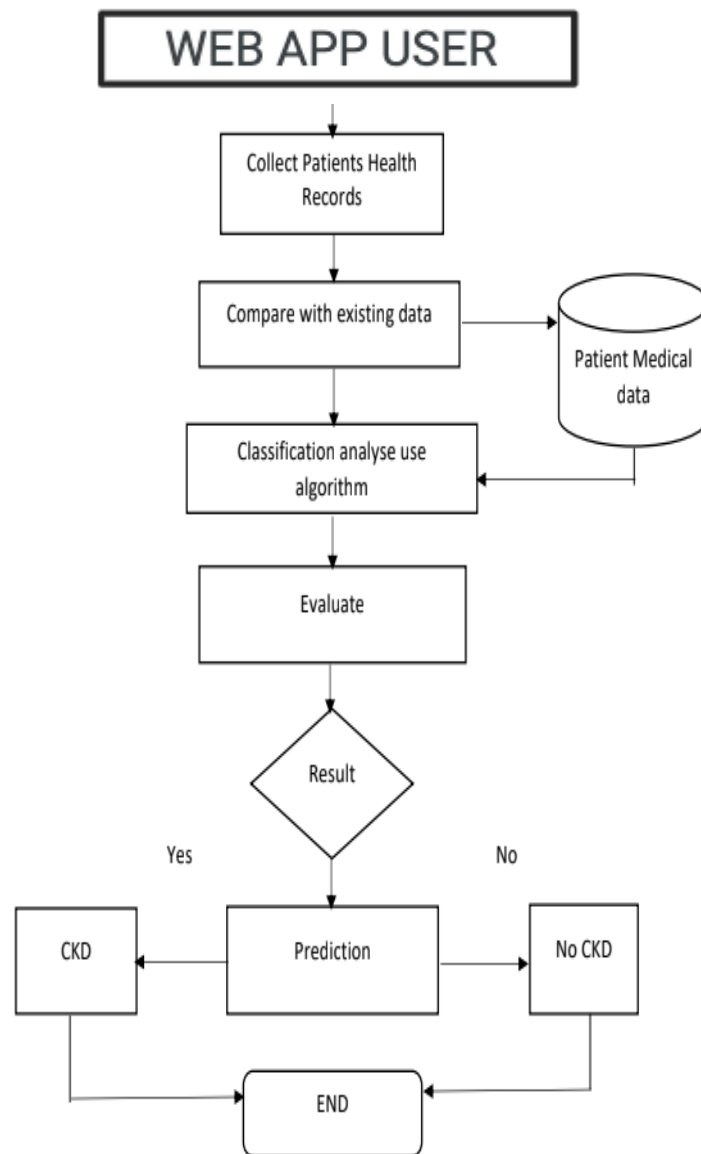 WEB APP USER
Collect Patients Health
Records
Compare with existing data
Patient Medical
data
Classification analyse use
algorithm
Evaluate
Result
Yes
No
CKD
Prediction
No CKD
END